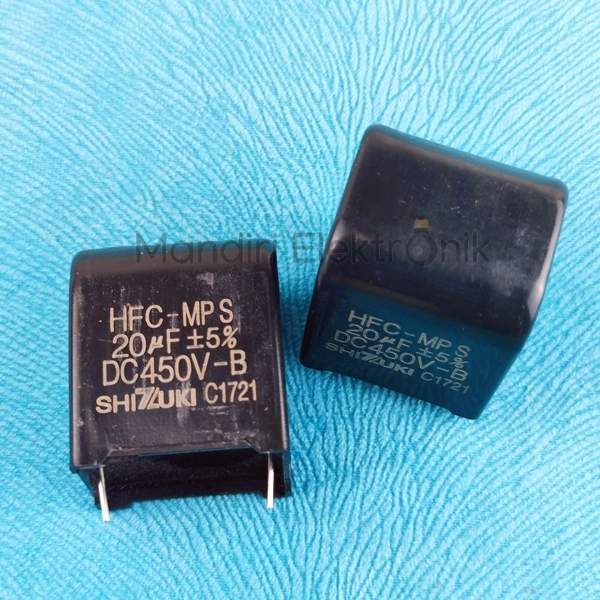 Mandiri Elektronik
HFC-MPS
20μF±5%
DC450V-B
SHIZUKI C1721
HFC-MPS
20μF±5%
DC450V-B
SHIZUKI C1721